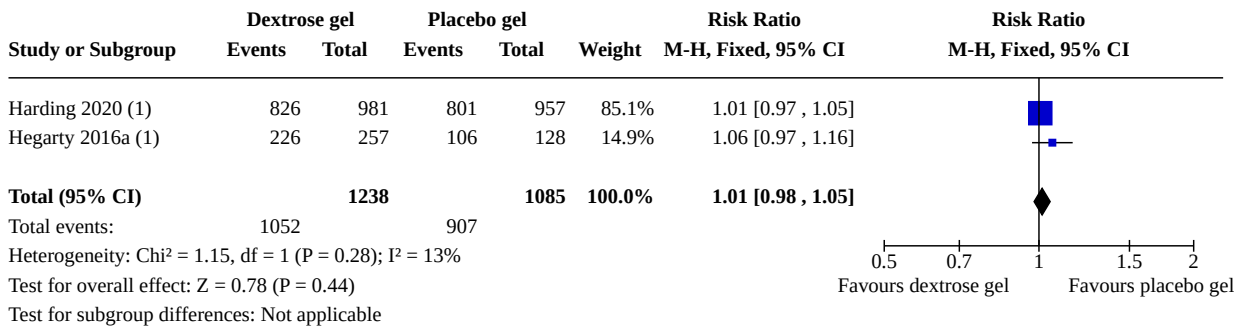 Dextrose gel Placebo gel Risk Ratio Risk Ratio
Study or Subgroup Events Total Events Total Weight M-H, Fixed, 95% CI M-H, Fixed, 95% CI
Harding 2020 (1) 826 981 801 957 85.1% 1.01 [0.97 , 1.05]
Hegarty 2016a (1) 226 257 106 128 14.9% 1.06 [0.97 , 1.16]
Total (95% CI) 1238 1085 100.0% 1.01 [0.98 , 1.05]
Total events: 1052 907
Heterogeneity: Chi² = 1.15, df = 1 (P = 0.28); I² = 13%
0.5 0.7 1 1.5 2
Test for overall effect: Z = 0.78 (P = 0.44) Favours dextrose gel Favours placebo gel
Test for subgroup differences: Not applicable